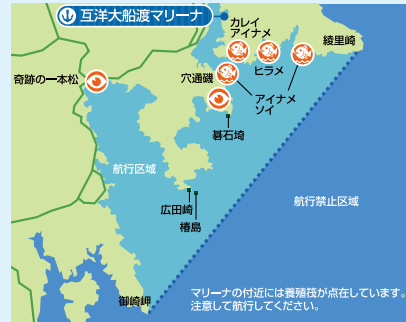 互洋大船渡マリーナ
カレイ
アイナメ
綾里崎
ヒラメ
奇跡の一本松
穴通磯
アイナメ
ソイ
碁石埼
航行区域
航行禁止区域
広田崎
椿島
御崎岬
マリーナの付近には養殖筏が点在しています。
注意して航行してください。